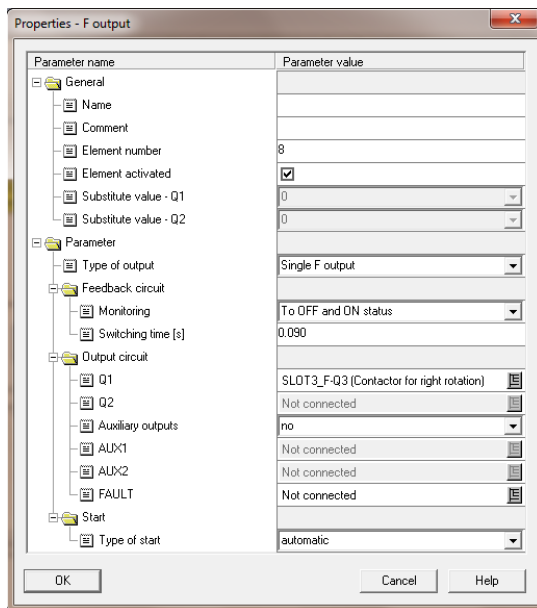 Properties - F output
Parameter name Parameter value
General
Name
Comment
Element number 8
Element activated
Substitute value - Q1 0
Substitute value - Q2 0
Parameter
Type of output Single F output
Feedback circuit
Monitoring To OFF and ON status
Switching time [s] 0.090
Output circuit
Q1 SLOT3_F-Q3 (Contactor for right rotation)
Q2 Not connected
Auxiliary outputs no
AUX1 Not connected
AUX2 Not connected
FAULT Not connected
Start
Type of start automatic
OK Cancel Help